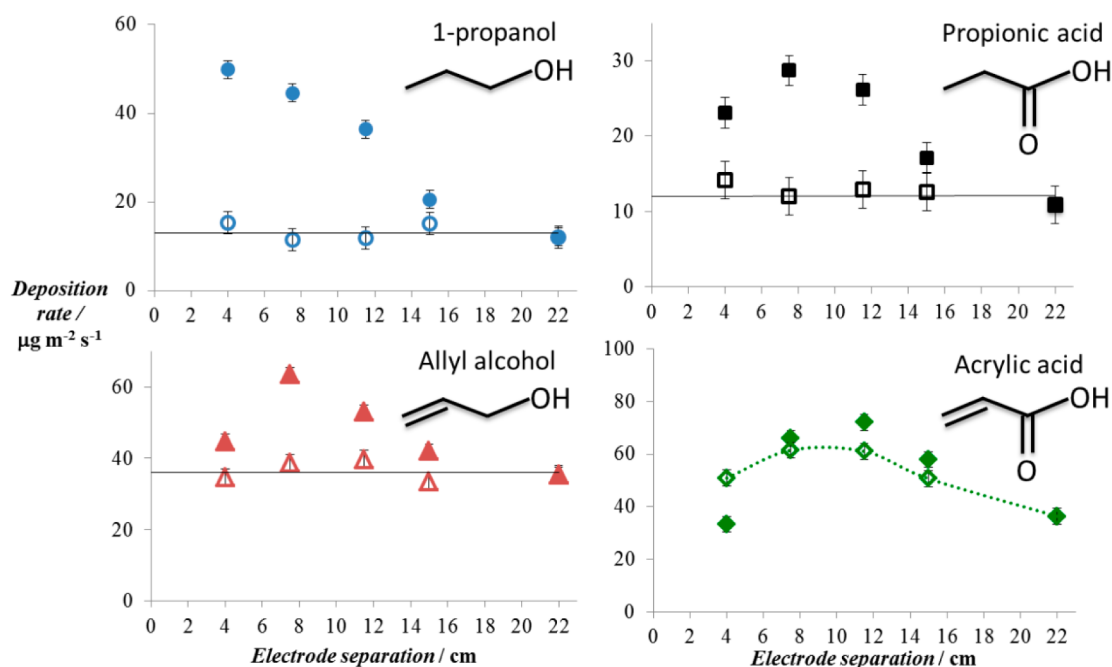 1-propanol
OH
60
40
20
0
0 2 4 6 8 10 12 14 16 18 20 22
Propionic acid
OH
O
30
20
10
0
0 2 4 6 8 10 12 14 16 18 20 22
Deposition
rate /
µg m⁻² s⁻¹
Allyl alcohol
OH
60
40
20
0
0 2 4 6 8 10 12 14 16 18 20 22
Electrode separation / cm
Acrylic acid
OH
O
100
80
60
40
20
0
0 2 4 6 8 10 12 14 16 18 20 22
Electrode separation / cm